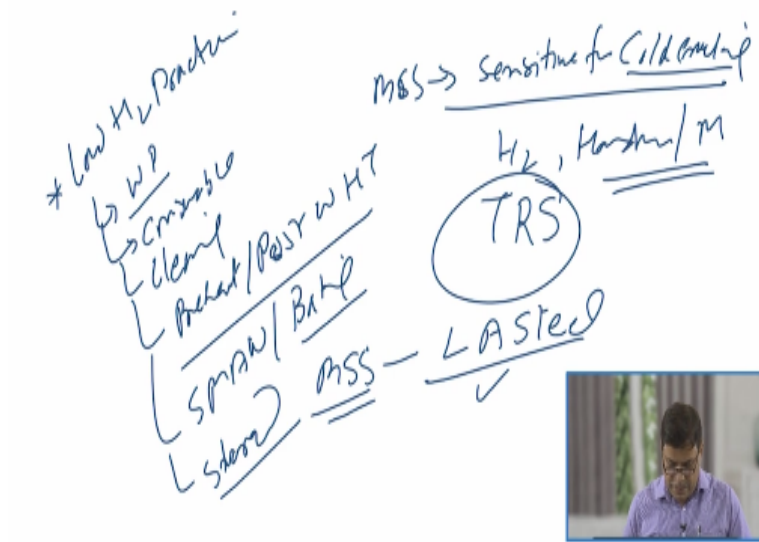 * Low H2 Practice
WP
Consumable
Cleaning
Preheat/Post WHT
SMAW/Baking
MSS → Sensitive for Cold cracking
H2, Hardness/M
TRS
MSS - LA Steel